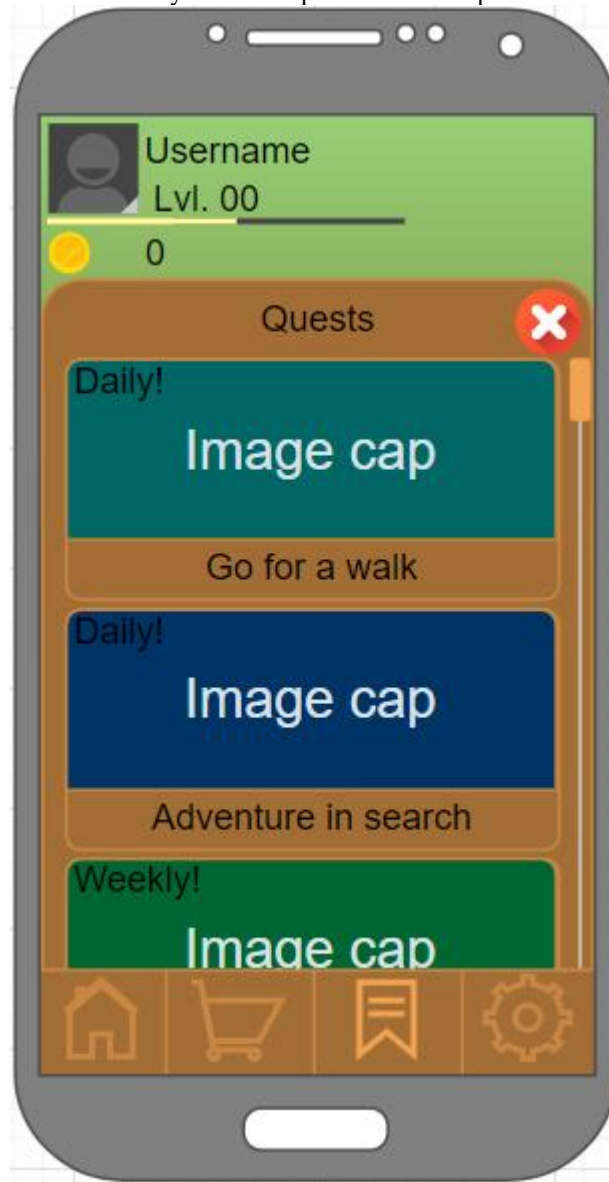 Username
Lvl. 00
0
Quests
Daily!
Image cap
Go for a walk
Daily!
Image cap
Adventure in search
Weekly!
Image cap